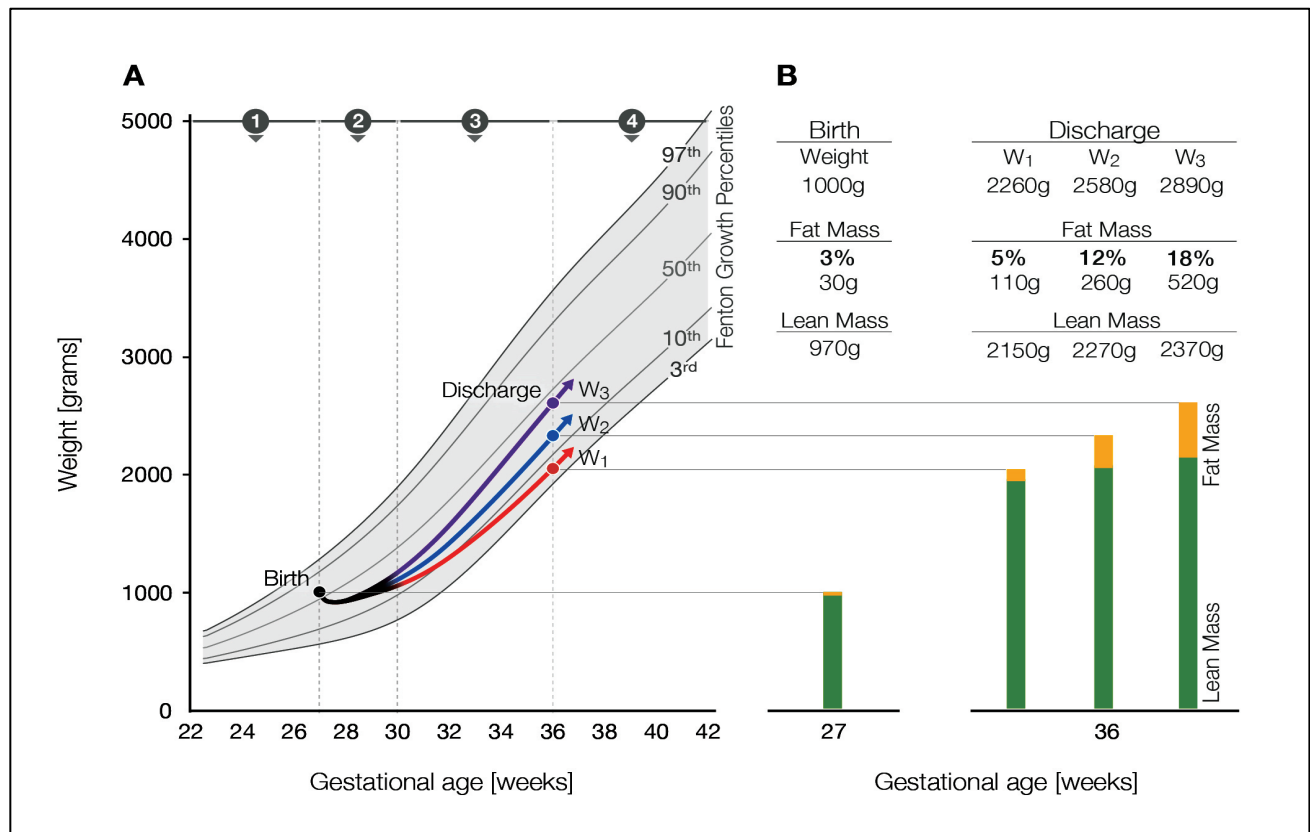 A
5000
4000
3000
2000
1000
0
Weight [grams]
1
2
3
4
97th
90th
50th
10th
3rd
Fenton Growth Percentiles
Discharge
W3
W2
W1
Birth
22 24 26 28 30 32 34 36 38 40 42
Gestational age [weeks]
B
Birth
Weight
1000g
Fat Mass
3%
30g
Lean Mass
970g
Discharge
W1 W2 W3
2260g 2580g 2890g
Fat Mass
5% 12% 18%
110g 260g 520g
Lean Mass
2150g 2270g 2370g
Fat Mass
Lean Mass
27
36
Gestational age [weeks]